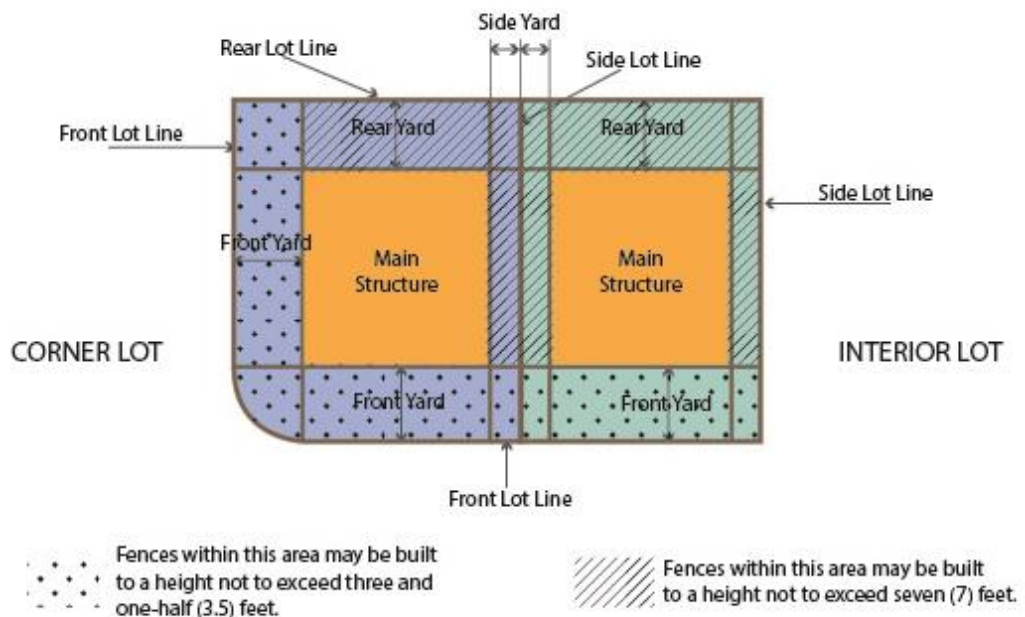 Side Yard
Rear Lot Line
Side Lot Line
Front Lot Line
Rear Yard
Rear Yard
Side Lot Line
Front Yard
Main
Structure
Main
Structure
CORNER LOT
INTERIOR LOT
Front Yard
Front Yard
Front Lot Line
Fences within this area may be built
to a height not to exceed three and
one-half (3.5) feet.
Fences within this area may be built
to a height not to exceed seven (7) feet.